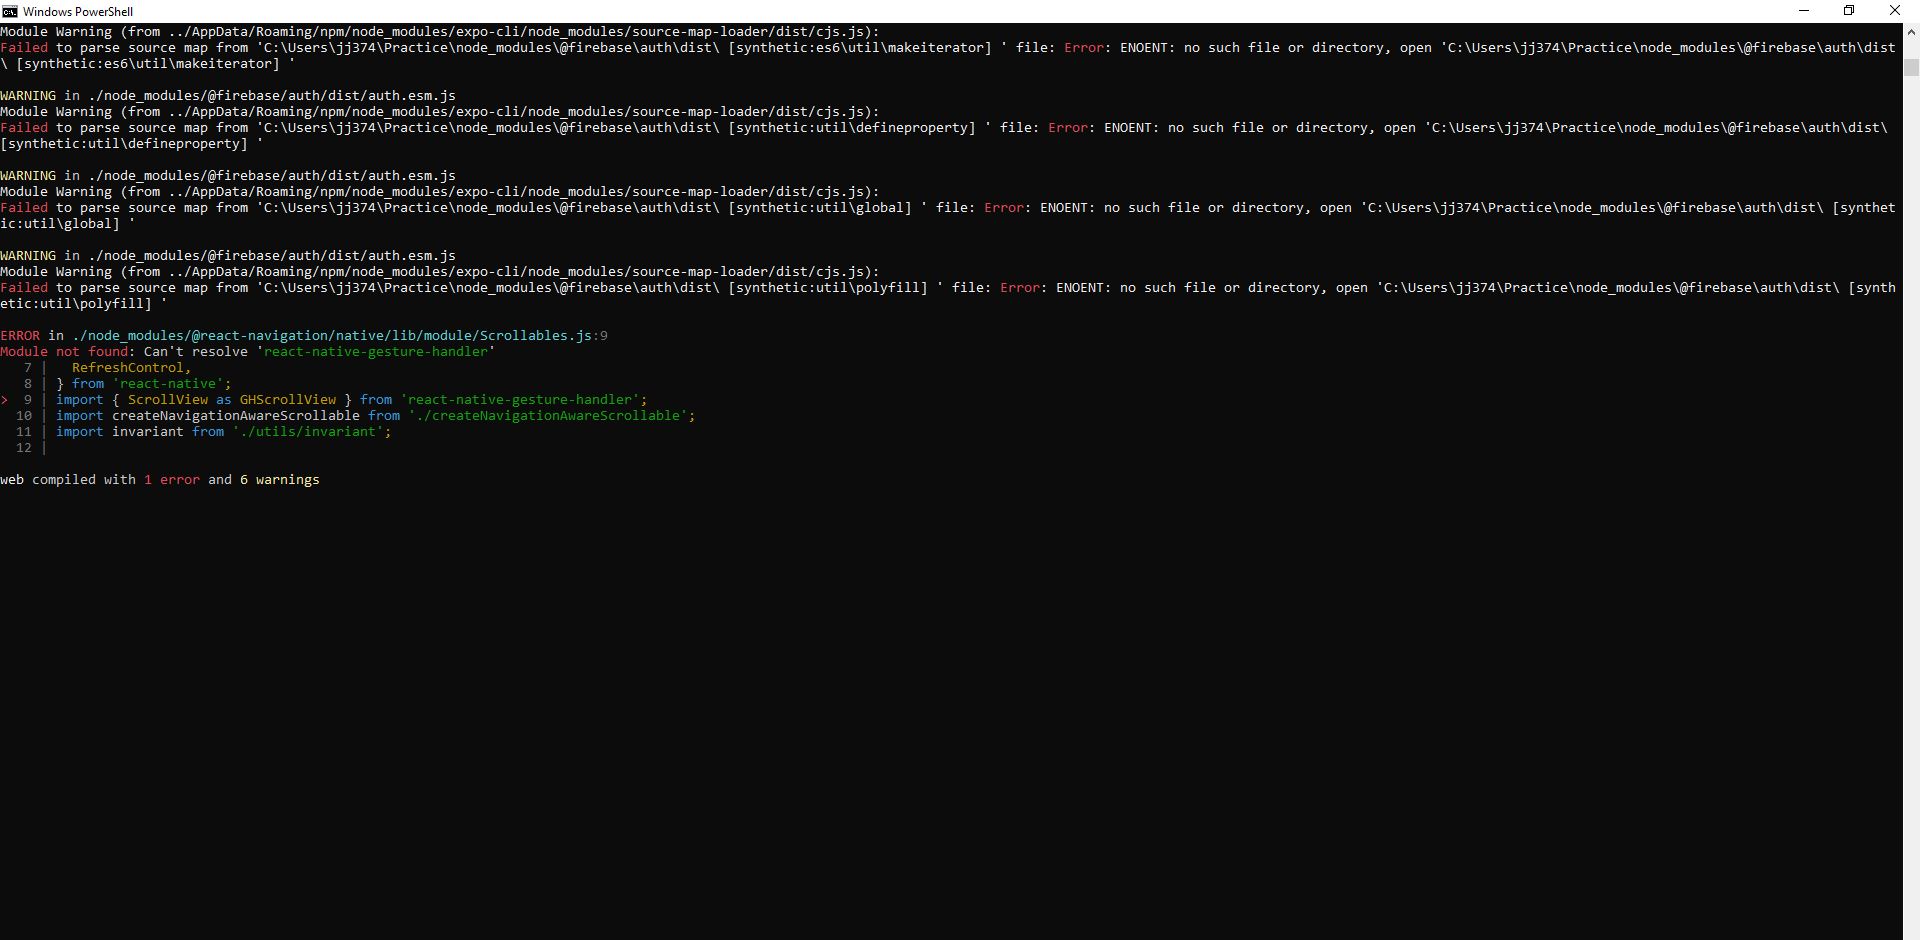 Windows PowerShell
Module Warning (from ../AppData/Roaming/npm/node_modules/expo-cli/node_modules/source-map-loader/dist/cjs.js):
Failed to parse source map from 'C:\Users\jj374\Practice\node_modules\@firebase\auth\dist\ [synthetic:es6\util\makeiterator] ' file: Error: ENOENT: no such file or directory, open 'C:\Users\jj374\Practice\node_modules\@firebase\auth\dist
\ [synthetic:es6\util\makeiterator] '
WARNING in ./node_modules/@firebase/auth/dist/auth.esm.js
Module Warning (from ../AppData/Roaming/npm/node_modules/expo-cli/node_modules/source-map-loader/dist/cjs.js):
Failed to parse source map from 'C:\Users\jj374\Practice\node_modules\@firebase\auth\dist\ [synthetic:util\defineproperty] ' file: Error: ENOENT: no such file or directory, open 'C:\Users\jj374\Practice\node_modules\@firebase\auth\dist\
[synthetic:util\defineproperty] '
WARNING in ./node_modules/@firebase/auth/dist/auth.esm.js
Module Warning (from ../AppData/Roaming/npm/node_modules/expo-cli/node_modules/source-map-loader/dist/cjs.js):
Failed to parse source map from 'C:\Users\jj374\Practice\node_modules\@firebase\auth\dist\ [synthetic:util\global] ' file: Error: ENOENT: no such file or directory, open 'C:\Users\jj374\Practice\node_modules\@firebase\auth\dist\ [synthet
ic:util\global] '
WARNING in ./node_modules/@firebase/auth/dist/auth.esm.js
Module Warning (from ../AppData/Roaming/npm/node_modules/expo-cli/node_modules/source-map-loader/dist/cjs.js):
Failed to parse source map from 'C:\Users\jj374\Practice\node_modules\@firebase\auth\dist\ [synthetic:util\polyfill] ' file: Error: ENOENT: no such file or directory, open 'C:\Users\jj374\Practice\node_modules\@firebase\auth\dist\ [synth
etic:util\polyfill] '
ERROR in ./node_modules/@react-navigation/native/lib/module/Scrollables.js:9
Module not found: Can't resolve 'react-native-gesture-handler'
7 | RefreshControl,
8 | } from 'react-native';
> 9 | import { ScrollView as GHScrollView } from 'react-native-gesture-handler';
10 | import createNavigationAwareScrollable from './createNavigationAwareScrollable';
11 | import invariant from './utils/invariant';
12 |
web compiled with 1 error and 6 warnings